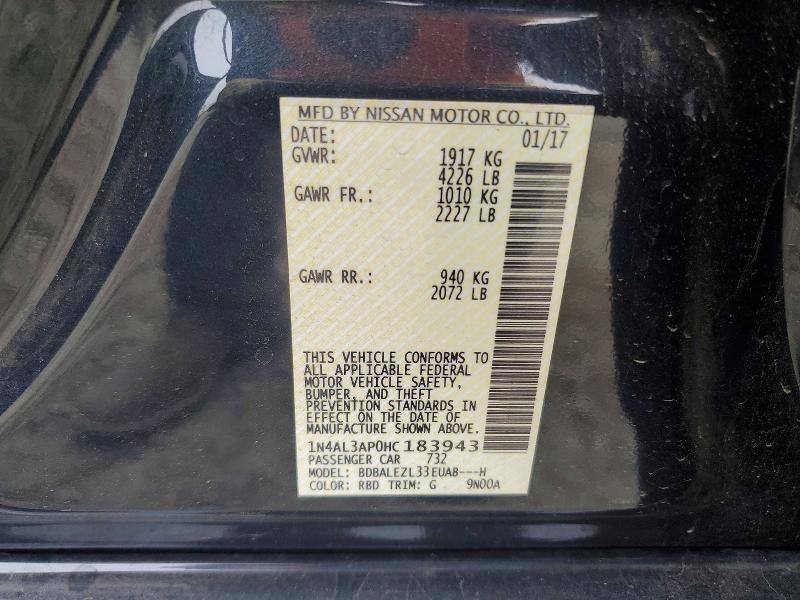 MFD BY NISSAN MOTOR CO., LTD.
DATE: 01/17
GVWR: 1917 KG
4226 LB
GAWR FR.: 1010 KG
2227 LB
GAWR RR.: 940 KG
2072 LB
THIS VEHICLE CONFORMS TO
ALL APPLICABLE FEDERAL
MOTOR VEHICLE SAFETY,
BUMPER, AND THEFT
PREVENTION STANDARDS IN
EFFECT ON THE DATE OF
MANUFACTURE SHOWN ABOVE.
1N4AL3AP0HC183943
PASSENGER CAR 732
MODEL: BDBALEZL33EUAB---H
COLOR: RBD TRIM: G 9N00A